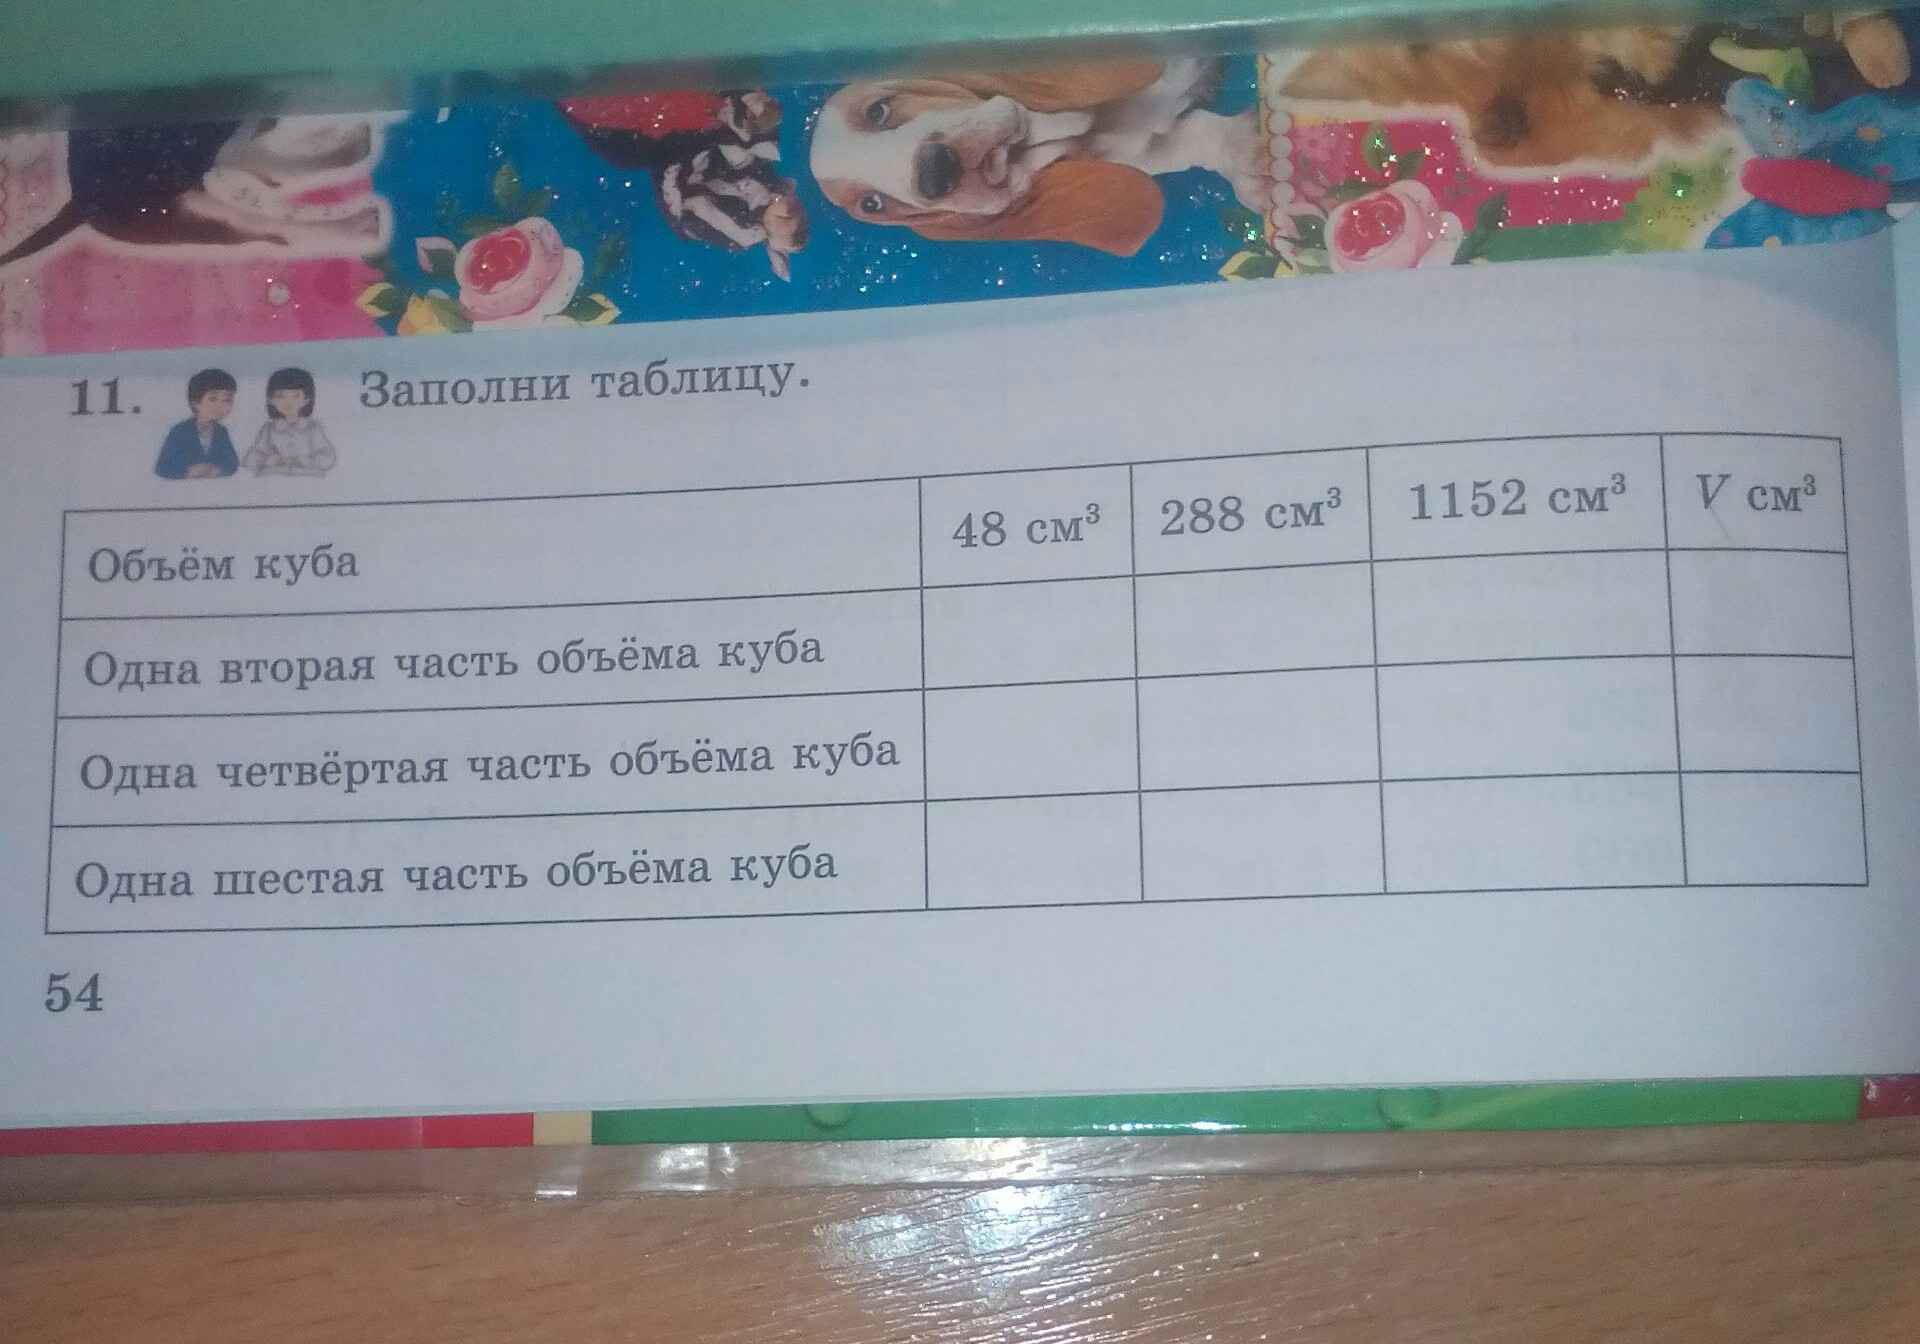 11. Заполни таблицу.
Объём куба 48 см³ 288 см³ 1152 см³ V см³
Одна вторая часть объёма куба
Одна четвёртая часть объёма куба
Одна шестая часть объёма куба
54